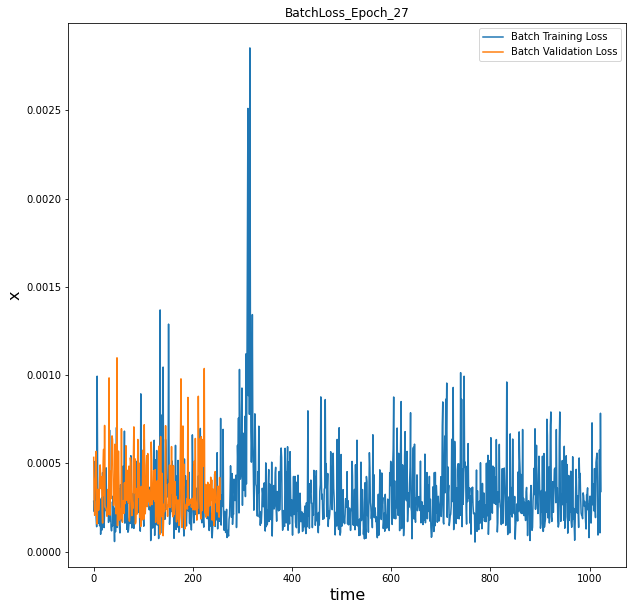 BatchLoss_Epoch_27
Batch Training Loss
Batch Validation Loss
0.0025
0.0020
0.0015
0.0010
0.0005
0.0000
x
0
200
400
600
800
1000
time